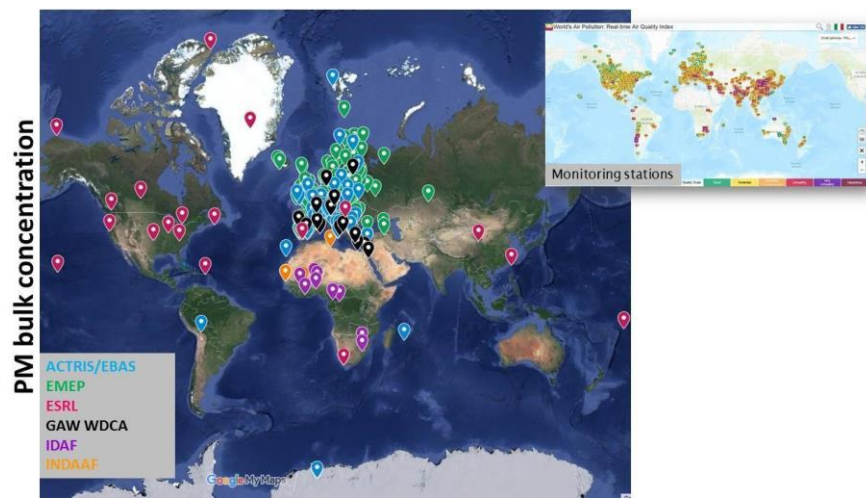 PM bulk concentration
ACTRIS/EBAS
EMEP
ESRL
GAW WDCA
IDAF
INDAAF
Google My Maps
World's Air Pollution: Real-time Air Quality Index
Monitoring stations